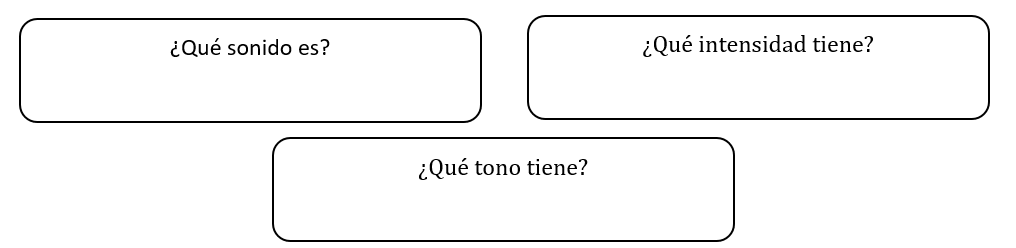 ¿Qué sonido es?
¿Qué intensidad tiene?
¿Qué tono tiene?